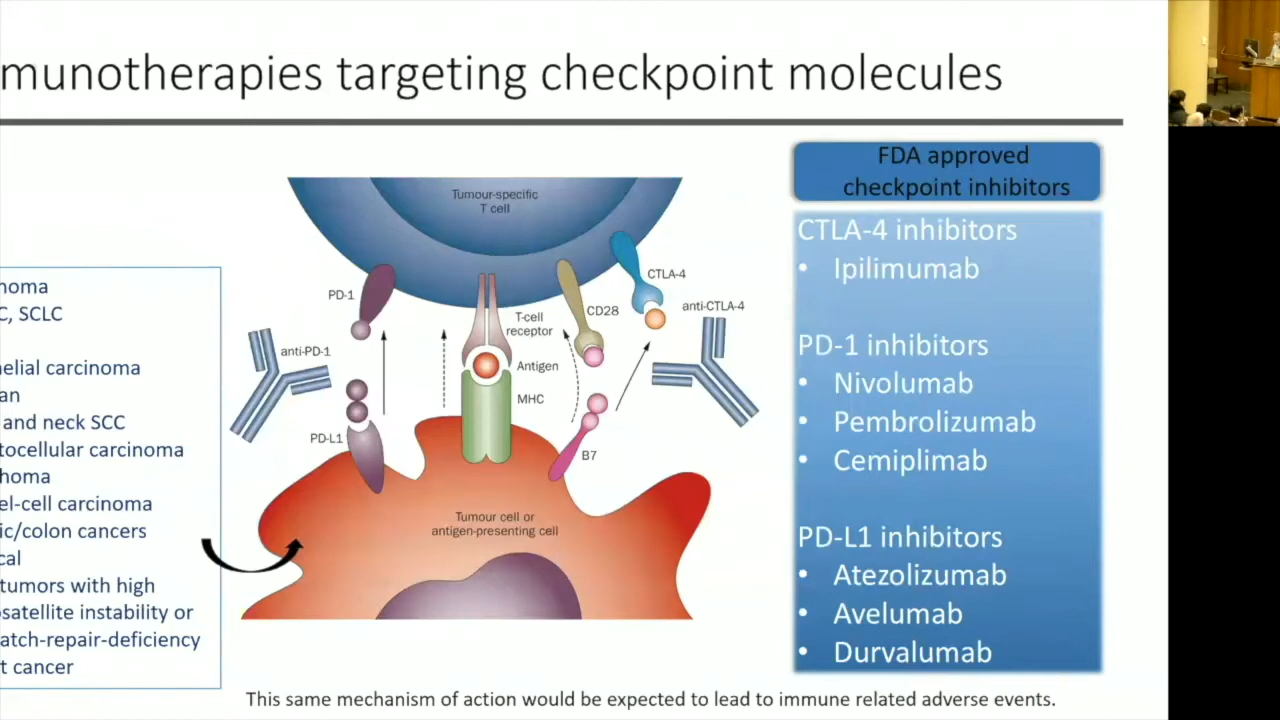 munotherapies targeting checkpoint molecules
noma
C, SCLC
elial carcinoma
an
and neck SCC
tocellular carcinoma
homa
el-cell carcinoma
ic/colon cancers
cal
tumors with high
satellite instability or
atch-repair-deficiency
t cancer
Tumour-specific
T cell
PD-1
CTLA-4
CD28
anti-CTLA-4
T-cell
receptor
anti-PD-1
Antigen
MHC
PD-L1
B7
Tumour cell or
antigen-presenting cell
FDA approved
checkpoint inhibitors
CTLA-4 inhibitors
• Ipilimumab
PD-1 inhibitors
• Nivolumab
• Pembrolizumab
• Cemiplimab
PD-L1 inhibitors
• Atezolizumab
• Avelumab
• Durvalumab
This same mechanism of action would be expected to lead to immune related adverse events.